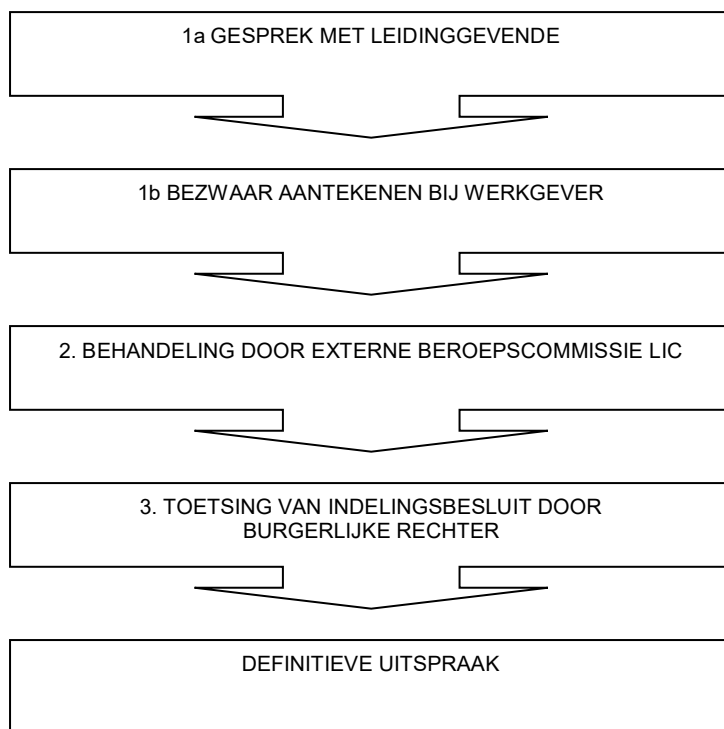 1a GESPREK MET LEIDINGGEVENDE
1b BEZWAAR AANTEKENEN BIJ WERKGEVER
2. BEHANDELING DOOR EXTERNE BEROEPSCOMMISSIE LIC
3. TOETSING VAN INDELINGSBESLUIT DOOR
BURGERLIJKE RECHTER
DEFINITIEVE UITSPRAAK